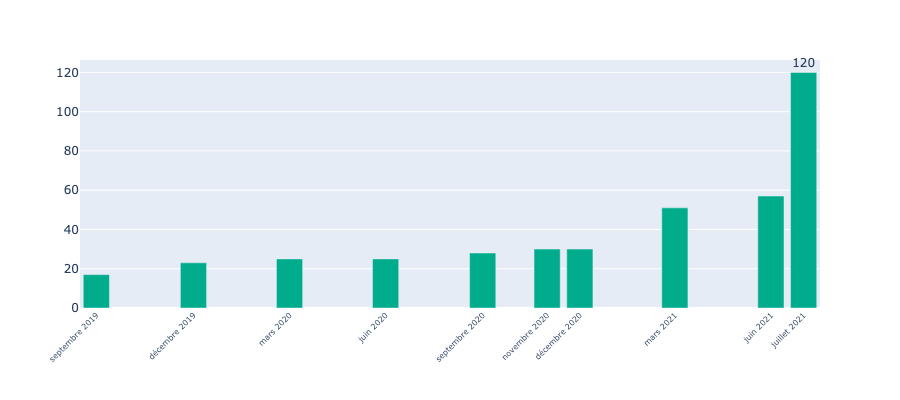 120
120
100
80
60
40
20
0
septembre 2019
décembre 2019
mars 2020
juin 2020
septembre 2020
novembre 2020
décembre 2020
mars 2021
juin 2021
juillet 2021